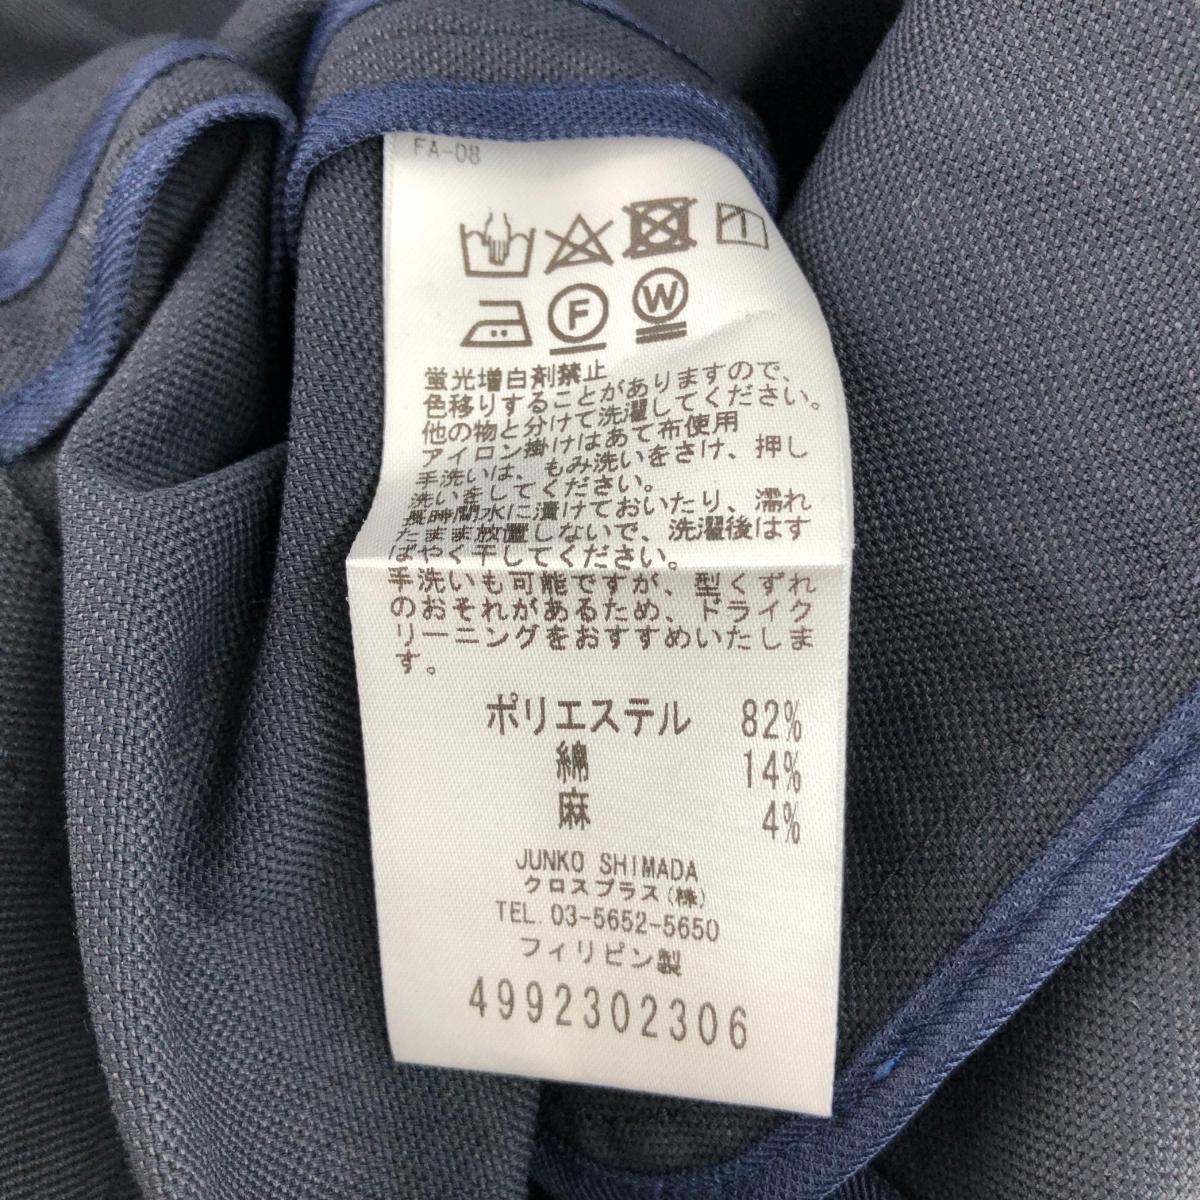 FA-08
F W
蛍光増白剤禁止
色移りすることがありますので、
他の物と分けて洗濯してください。
アイロン掛けはあて布使用
手洗いは、もみ洗いをさけ、押し
洗いをしてください。
長時間水に漬けておいたり、濡れ
たまま放置しないで、洗濯後はす
ばやく干してください。
手洗いも可能ですが、型くずれ
のおそれがあるため、ドライク
リーニングをおすすめいたしま
す。
ポリエステル 82%
綿 14%
麻 4%
JUNKO SHIMADA
クロスプラス(株)
TEL.03-5652-5650
フィリピン製
4992302306